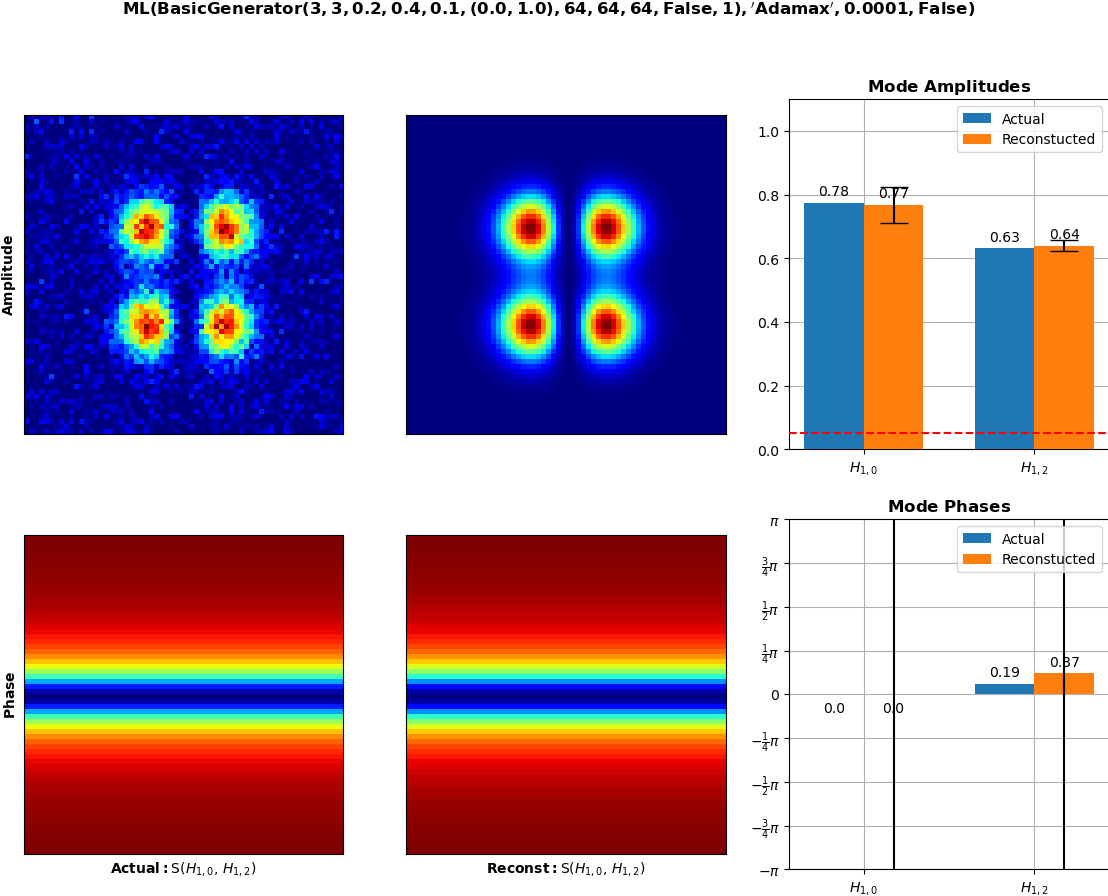 ML(BasicGenerator(3, 3, 0.2, 0.4, 0.1, (0.0, 1.0), 64, 64, 64, False, 1), ′Adamax′, 0.0001, False)
Amplitude
Mode Amplitudes
Actual
Reconstucted
1.0
0.8
0.6
0.4
0.2
0.0
0.78
0.77
0.63
0.64
H1,0
H1,2
Phase
Actual: S(H1,0, H1,2)
Reconst: S(H1,0, H1,2)
Mode Phases
Actual
Reconstucted
π
3/4π
1/2π
1/4π
0
−1/4π
−1/2π
−3/4π
−π
0.0
0.0
0.19
0.37
H1,0
H1,2